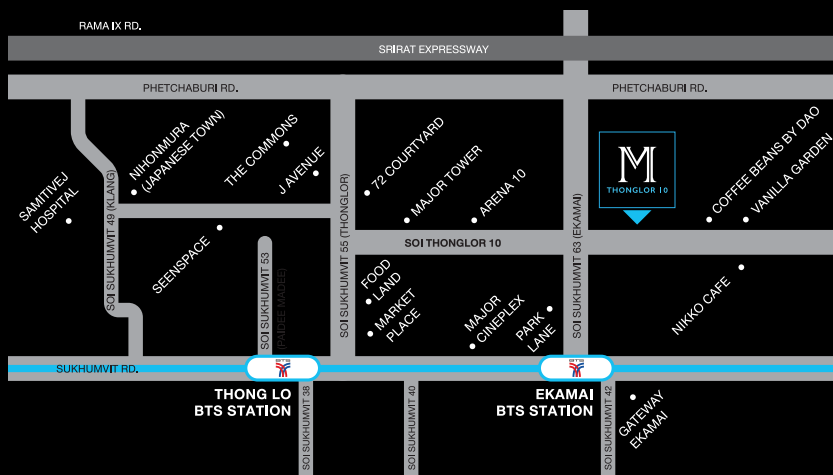 RAMA IX RD.
SRIRAT EXPRESSWAY
PHETCHABURI RD.
PHETCHABURI RD.
SAMITIVEJ
HOSPITAL
SOI SUKHUMVIT 49 (KLANG)
NIHONMURA
(JAPANESE TOWN)
THE COMMONS
J AVENUE
SOI SUKHUMVIT 55 (THONGLOR)
72 COURTYARD
MAJOR TOWER
ARENA 10
SOI SUKHUMVIT 63 (EKAMAI)
M
THONGLOR 10
COFFEE BEANS BY DAO
VANILLA GARDEN
SEENSPACE
SOI SUKHUMVIT 53
(PAIDEE MADEE)
SOI THONGLOR 10
FOOD
LAND
MARKET
PLACE
MAJOR
CINEPLEX
PARK
LANE
NIKKO CAFE
SUKHUMVIT RD.
BTS
BTS
THONG LO
BTS STATION
SOI SUKHUMVIT 38
SOI SUKHUMVIT 40
EKAMAI
BTS STATION
SOI SUKHUMVIT 42
GATEWAY
EKAMAI